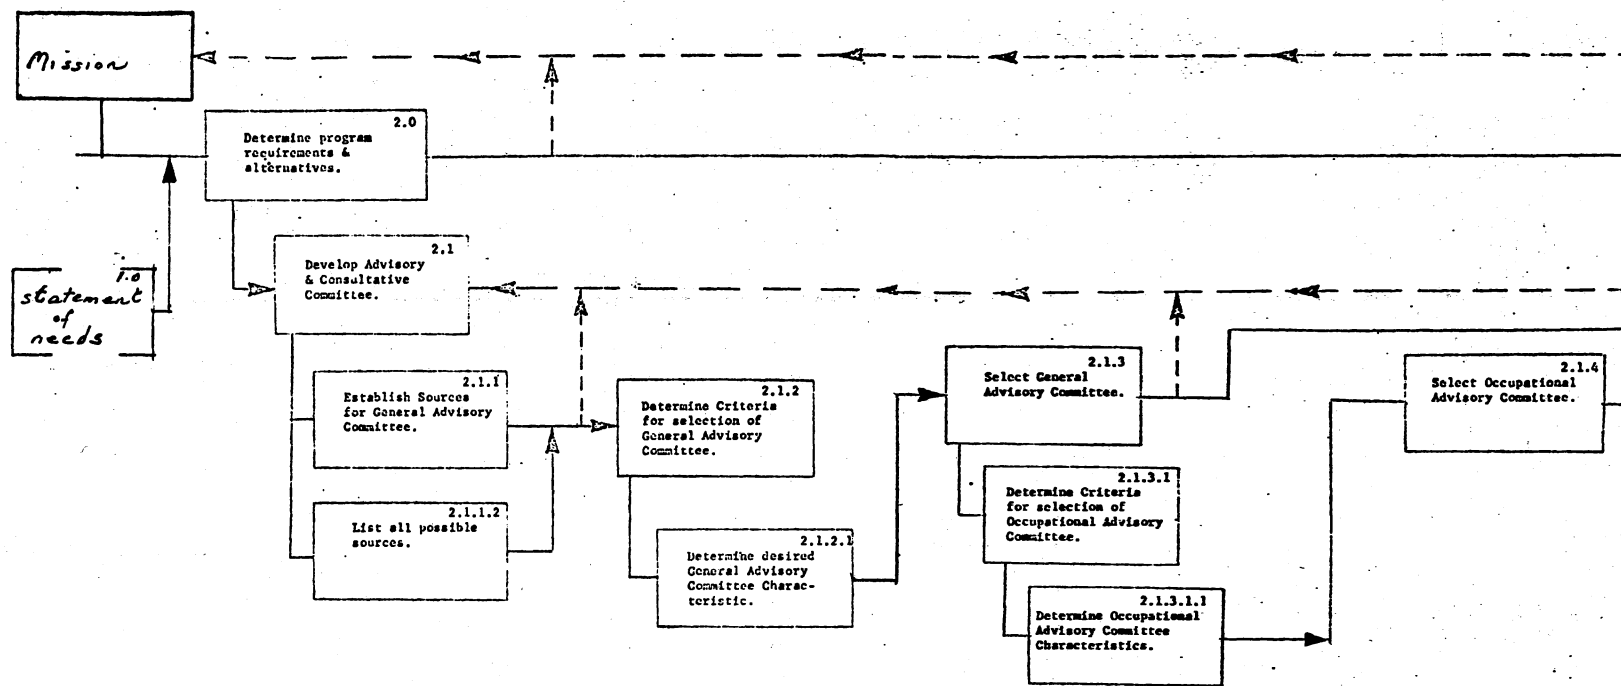 Mission
2.0
Determine program
requirements &
alternatives.
2.1
Develop Advisory
& Consultative
Committee.
1.0
statement
of
needs
2.1.1
Establish Sources
for General Advisory
Committee.
2.1.1.2
List all possible
sources.
2.1.2
Determine Criteria
for selection of
General Advisory
Committee.
2.1.2.1
Determine desired
General Advisory
Committee Charac-
teristic.
2.1.3
Select General
Advisory Committee.
2.1.3.1
Determine Criteria
for selection of
Occupational Advisory
Committee.
2.1.3.1.1
Determine Occupational
Advisory Committee
Characteristics.
2.1.4
Select Occupational
Advisory Committee.